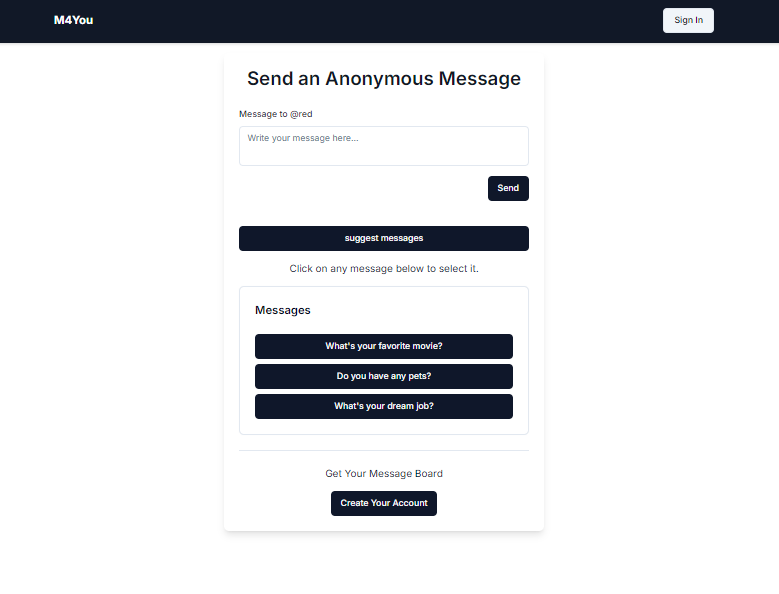 M4You
Sign In
Send an Anonymous Message
Message to @red
Write your message here...
Send
suggest messages
Click on any message below to select it.
Messages
What's your favorite movie?
Do you have any pets?
What's your dream job?
Get Your Message Board
Create Your Account